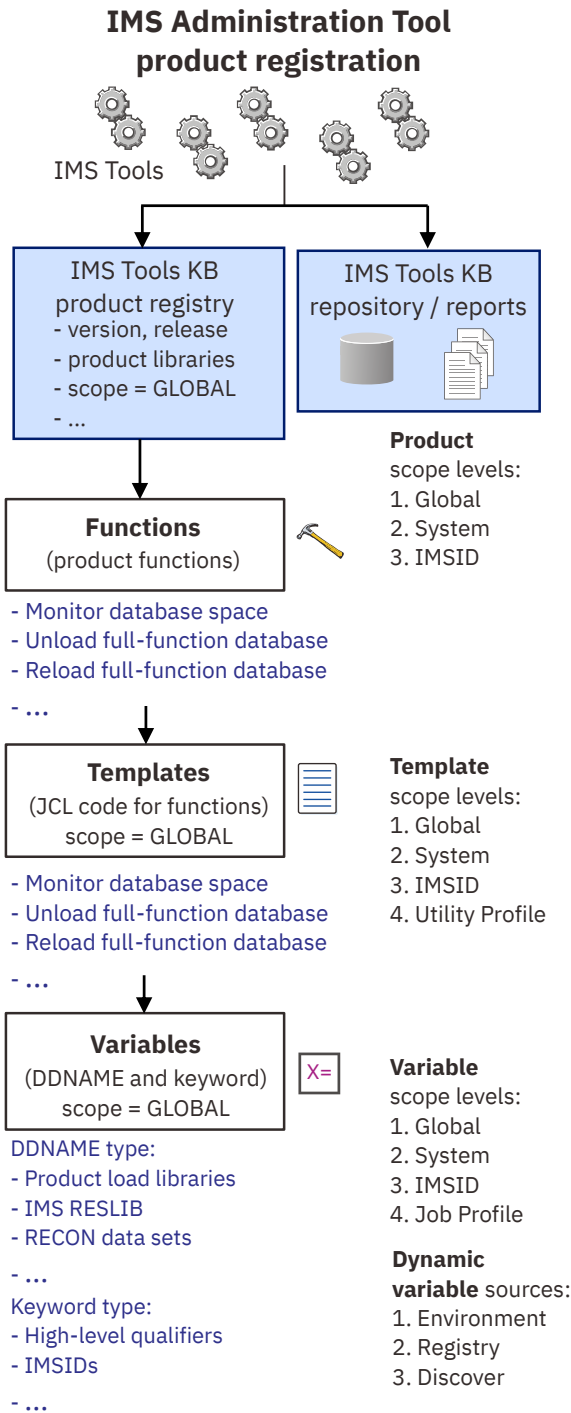 IMS Administration Tool
product registration
IMS Tools
IMS Tools KB
product registry
- version, release
- product libraries
- scope = GLOBAL
- ...
IMS Tools KB
repository / reports
Product
scope levels:
1. Global
2. System
3. IMSID
Functions
(product functions)
- Monitor database space
- Unload full-function database
- Reload full-function database
- ...
Templates
(JCL code for functions)
scope = GLOBAL
Template
scope levels:
1. Global
2. System
3. IMSID
4. Utility Profile
- Monitor database space
- Unload full-function database
- Reload full-function database
- ...
Variables
(DDNAME and keyword)
scope = GLOBAL
X=
Variable
scope levels:
1. Global
2. System
3. IMSID
4. Job Profile
DDNAME type:
- Product load libraries
- IMS RESLIB
- RECON data sets
- ...
Keyword type:
- High-level qualifiers
- IMSIDs
- ...
Dynamic
variable sources:
1. Environment
2. Registry
3. Discover